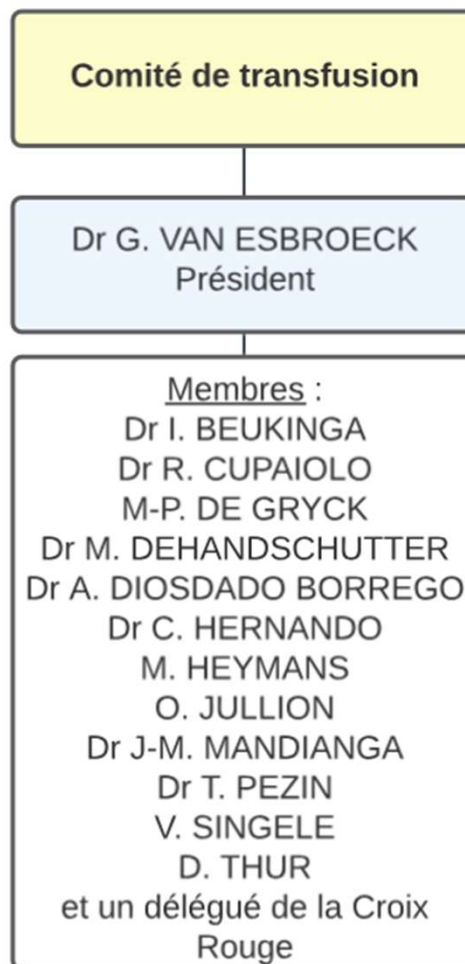 Comité de transfusion
Dr G. VAN ESBROECK
Président
Membres :
Dr I. BEUKINGA
Dr R. CUPAIOLO
M-P. DE GRYCK
Dr M. DEHANDSCHUTTER
Dr A. DIOSDADO BORREGO
Dr C. HERNANDO
M. HEYMANS
O. JULLION
Dr J-M. MANDIANGA
Dr T. PEZIN
V. SINGELE
D. THUR
et un délégué de la Croix
Rouge